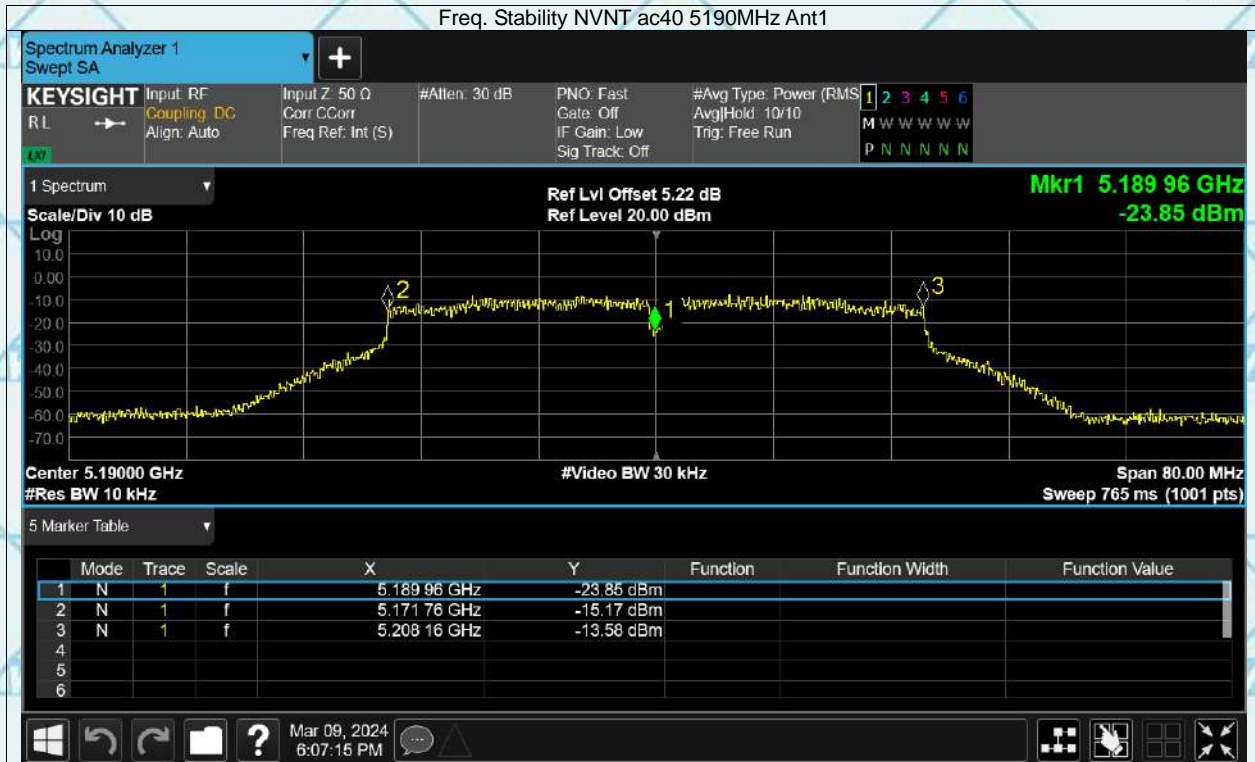 Freq. Stability NVNT ac40 5190MHz Ant1
Spectrum Analyzer 1
Swept SA
+
KEYSIGHT
RL
LXI
Input: RF
Coupling: DC
Align: Auto
Input Z: 50 Ω
Corr CCorr
Freq Ref: Int (S)
#Atten: 30 dB
PNO: Fast
Gate: Off
IF Gain: Low
Sig Track: Off
#Avg Type: Power (RMS
Avg|Hold: 10/10
Trig: Free Run
1 2 3 4 5 6
M W W W W W
P N N N N N
1 Spectrum
Scale/Div 10 dB
Ref Lvl Offset 5.22 dB
Ref Level 20.00 dBm
Mkr1 5.189 96 GHz
-23.85 dBm
Log
10.0
0.00
-10.0
-20.0
-30.0
-40.0
-50.0
-60.0
-70.0
2
1
3
Center 5.19000 GHz
#Video BW 30 kHz
Span 80.00 MHz
#Res BW 10 kHz
Sweep 765 ms (1001 pts)
5 Marker Table
Mode Trace Scale X Y Function Function Width Function Value
1 N 1 f 5.189 96 GHz -23.85 dBm
2 N 1 f 5.171 76 GHz -15.17 dBm
3 N 1 f 5.208 16 GHz -13.58 dBm
4
5
6
?
Mar 09, 2024
6:07:15 PM